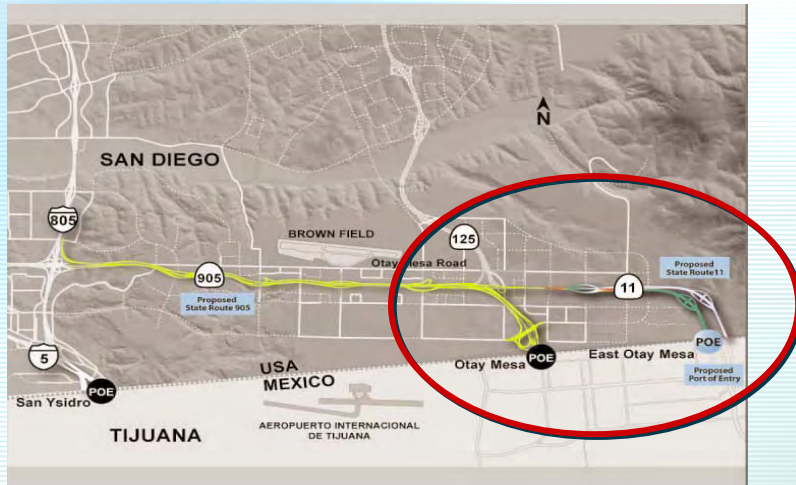 N
SAN DIEGO
805
BROWN FIELD
125
Otay Mesa Road
905
Proposed
State Route 905
Proposed
State Route11
11
5
POE
San Ysidro
USA
MEXICO
Otay Mesa
POE
East Otay Mesa
POE
Proposed
Port of Entry
TIJUANA
AEROPUERTO INTERNACIONAL
DE TIJUANA